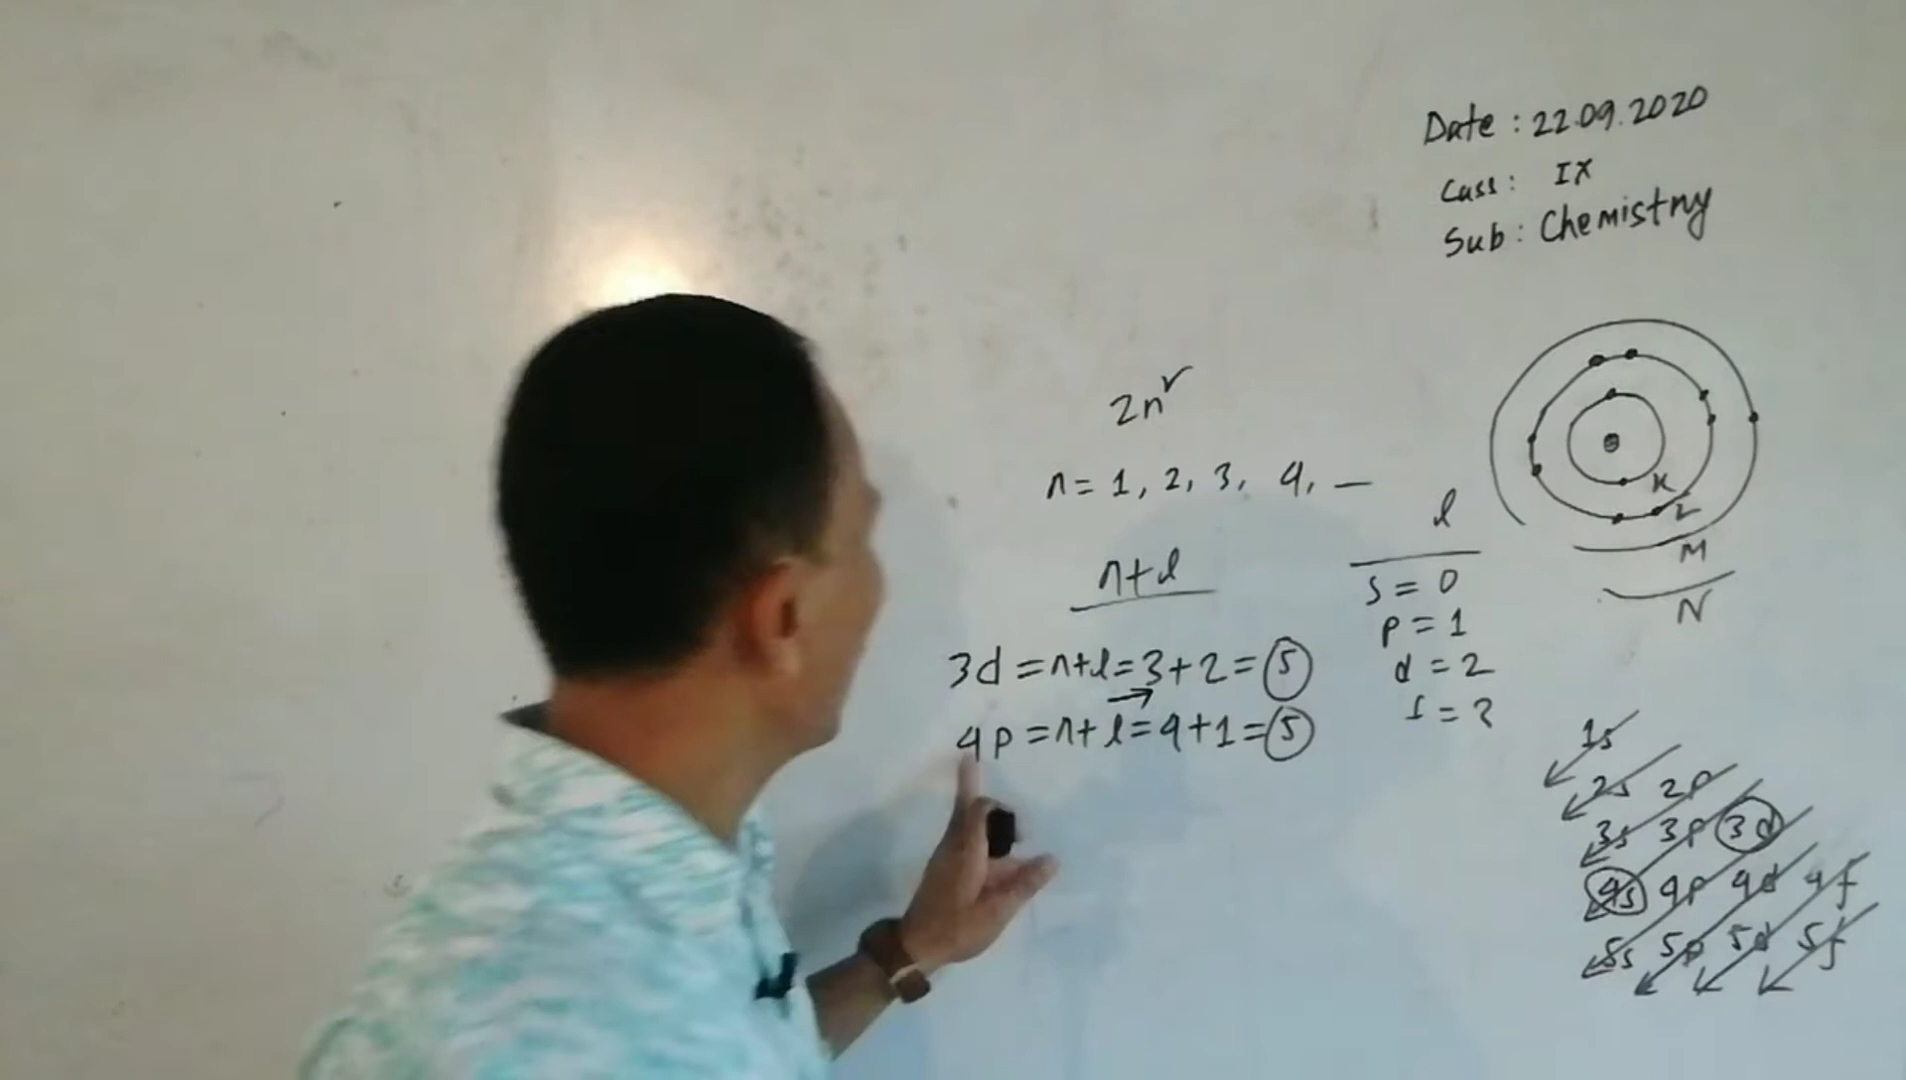 Date : 22.09.2020
Cass : IX
Sub : Chemistry
2n²
n = 1, 2, 3, 4, —
n+l
3d = n+l = 3+2 = 5
→
4p = n+l = 4+1 = 5
l
s = 0
p = 1
d = 2
f = 3
K
L
M
N
1s
2s 2p
3s 3p 3d
4s 4p 4d 4f
5s 5p 5d 5f